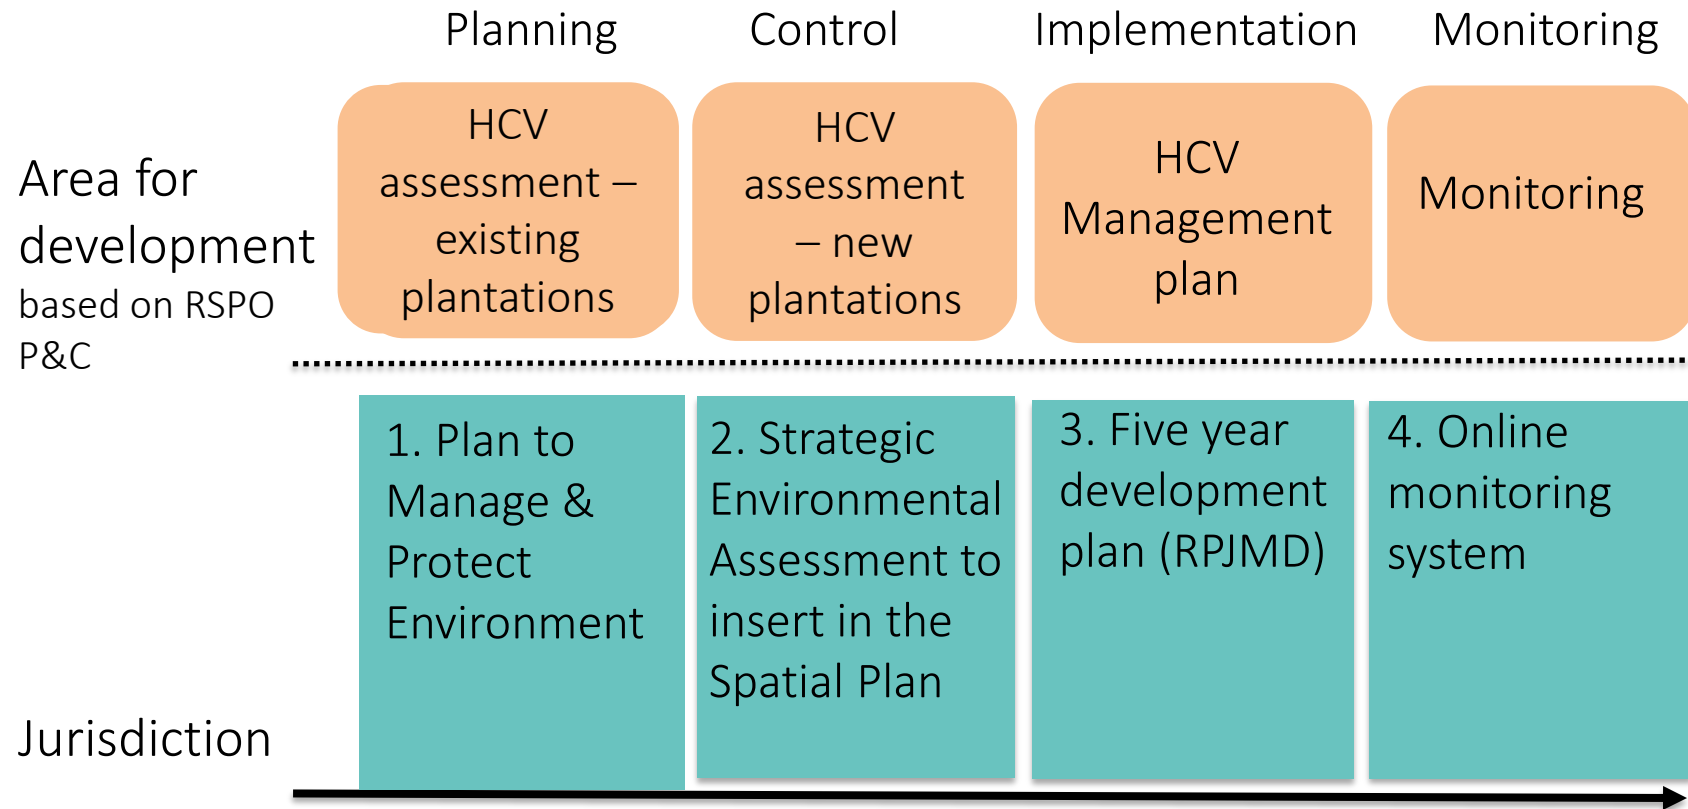 Planning
Control
Implementation
Monitoring
Area for
development
based on RSPO
P&C
HCV
assessment –
existing
plantations
HCV
assessment
– new
plantations
HCV
Management
plan
Monitoring
Jurisdiction
1. Plan to
Manage &
Protect
Environment
2. Strategic
Environmental
Assessment to
insert in the
Spatial Plan
3. Five year
development
plan (RPJMD)
4. Online
monitoring
system